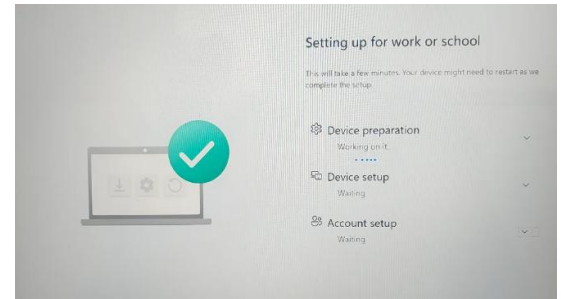 Setting up for work or school
This will take a few minutes. Your device might need to restart as we
complete the setup.
Device preparation
Working on it.
Device setup
Waiting
Account setup
Waiting